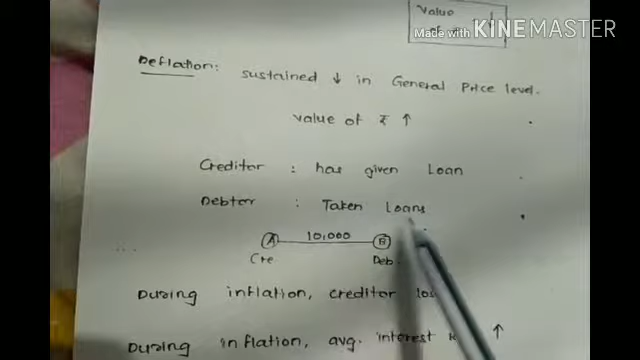 Value
Made with KINEMASTER
Deflation: sustained ↓ in General Price level.
value of ₹ ↑
Creditor : has given Loan
Debtor : Taken Loans
A 10,000 B
Cre Deb.
During inflation, creditor
During inflation, avg. interest ↑